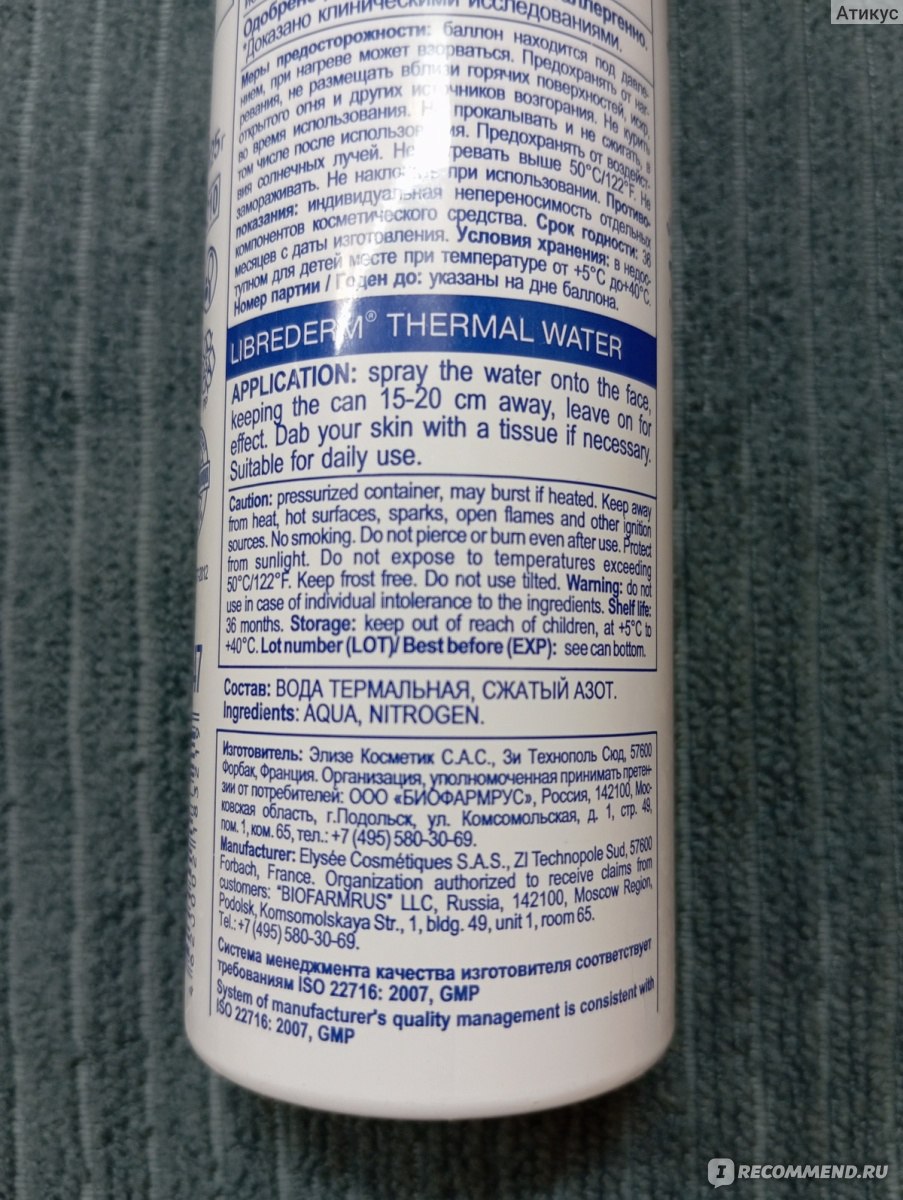 Атикус
Одобрено
*Доказано клиническими исследованиями.
Меры предосторожности: баллон находится под давле-
нием, при нагреве может взорваться. Предохранять от наг-
ревания, не размещать вблизи горячих поверхностей, искр,
открытого огня и других источников возгорания. Не курить
во время использования. Не прокалывать и не сжигать, в
том числе после использования. Предохранять от воздейст-
вия солнечных лучей. Не нагревать выше 50°C/122°F. Не
замораживать. Не наклонять при использовании. Противо-
показания: индивидуальная непереносимость отдельных
компонентов косметического средства. Срок годности: 36
месяцев с даты изготовления. Условия хранения: в недос-
тупном для детей месте при температуре от +5°C до+40°C.
Номер партии / Годен до: указаны на дне баллона.
LIBREDERM® THERMAL WATER
APPLICATION: spray the water onto the face,
keeping the can 15-20 cm away, leave on for
effect. Dab your skin with a tissue if necessary.
Suitable for daily use.
Caution: pressurized container, may burst if heated. Keep away
from heat, hot surfaces, sparks, open flames and other ignition
sources. No smoking. Do not pierce or burn even after use. Protect
from sunlight. Do not expose to temperatures exceeding
50°C/122°F. Keep frost free. Do not use tilted. Warning: do not
use in case of individual intolerance to the ingredients. Shelf life:
36 months. Storage: keep out of reach of children, at +5°C to
+40°C. Lot number (LOT)/ Best before (EXP): see can bottom.
Состав: ВОДА ТЕРМАЛЬНАЯ, СЖАТЫЙ АЗОТ.
Ingredients: AQUA, NITROGEN.
Изготовитель: Элизе Косметик С.А.С., Зи Технополь Сюд, 57600
Форбак, Франция. Организация, уполномоченная принимать претен-
зии от потребителей: ООО «БИОФАРМРУС», Россия, 142100, Мос-
ковская область, г.Подольск, ул. Комсомольская, д. 1, стр. 49,
пом. 1, ком. 65, тел.: +7 (495) 580-30-69.
Manufacturer: Elysée Cosmétiques S.A.S., ZI Technopole Sud, 57600
Forbach, France. Organization authorized to receive claims from
customers: "BIOFARMRUS" LLC, Russia, 142100, Moscow Region,
Podolsk, Komsomolskaya Str., 1, bldg. 49, unit 1, room 65.
Tel.: +7 (495) 580-30-69.
Система менеджмента качества изготовителя соответствует
требованиям ISO 22716: 2007, GMP
System of manufacturer's quality management is consistent with
ISO 22716: 2007, GMP
IRECOMMEND.RU